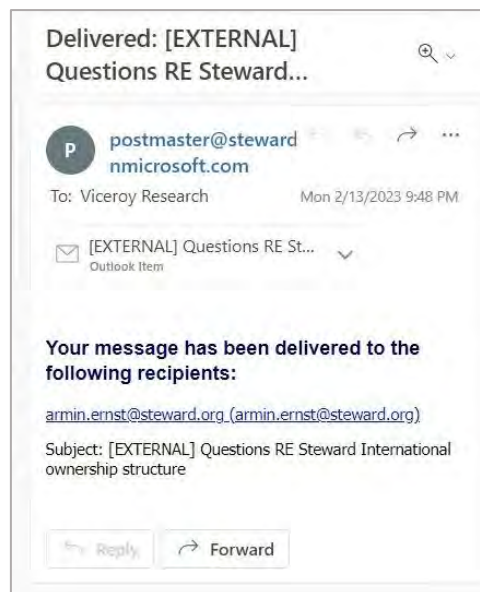 Delivered: [EXTERNAL]
Questions RE Steward...
P
postmaster@steward
nmicrosoft.com
To: Viceroy Research
Mon 2/13/2023 9:48 PM
[EXTERNAL] Questions RE St...
Outlook Item
Your message has been delivered to the
following recipients:
armin.ernst@steward.org (armin.ernst@steward.org)
Subject: [EXTERNAL] Questions RE Steward International
ownership structure
Reply
Forward